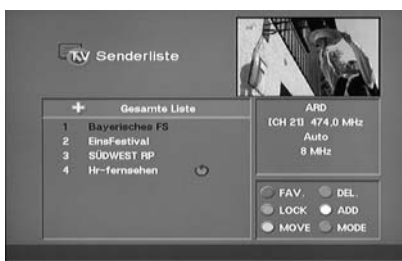 TV Senderliste
Gesamte Liste
1 Bayerisches FS
2 EinsFestival
3 SÜDWEST RP
4 Hr-fernsehen
ARD
[CH 21] 474,0 MHz
Auto
8 MHz
FAV. DEL.
LOCK ADD
MOVE MODE